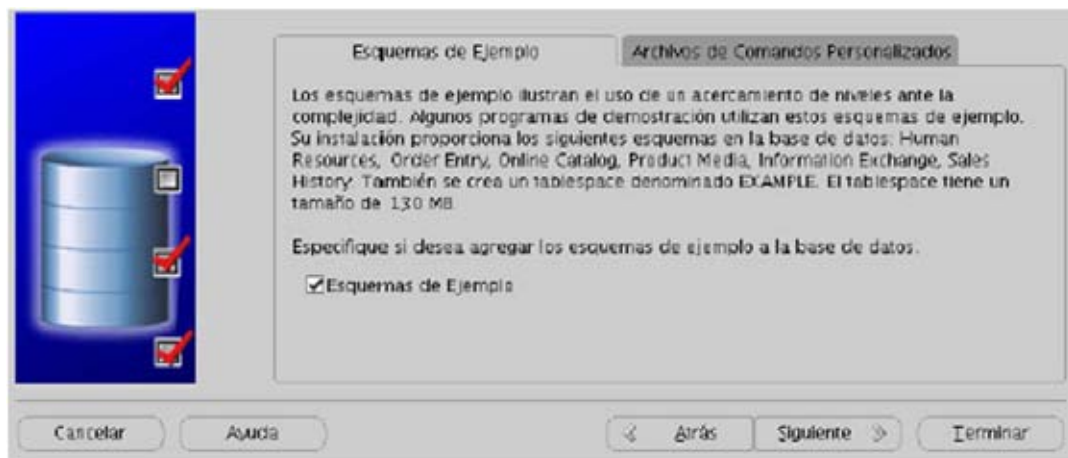 Esquemas de Ejemplo
Archivos de Comandos Personalizados
Los esquemas de ejemplo ilustran el uso de un acercamiento de niveles ante la
complejidad. Algunos programas de demostración utilizan estos esquemas de ejemplo.
Su instalación proporciona los siguientes esquemas en la base de datos: Human
Resources, Order Entry, Online Catalog, Product Media, Information Exchange, Sales
History. También se crea un tablespace denominado EXAMPLE. El tablespace tiene un
tamaño de 130 MB.
Especifique si desea agregar los esquemas de ejemplo a la base de datos.
Esquemas de Ejemplo
Cancelar
Ayuda
Atrás
Siguiente
Terminar